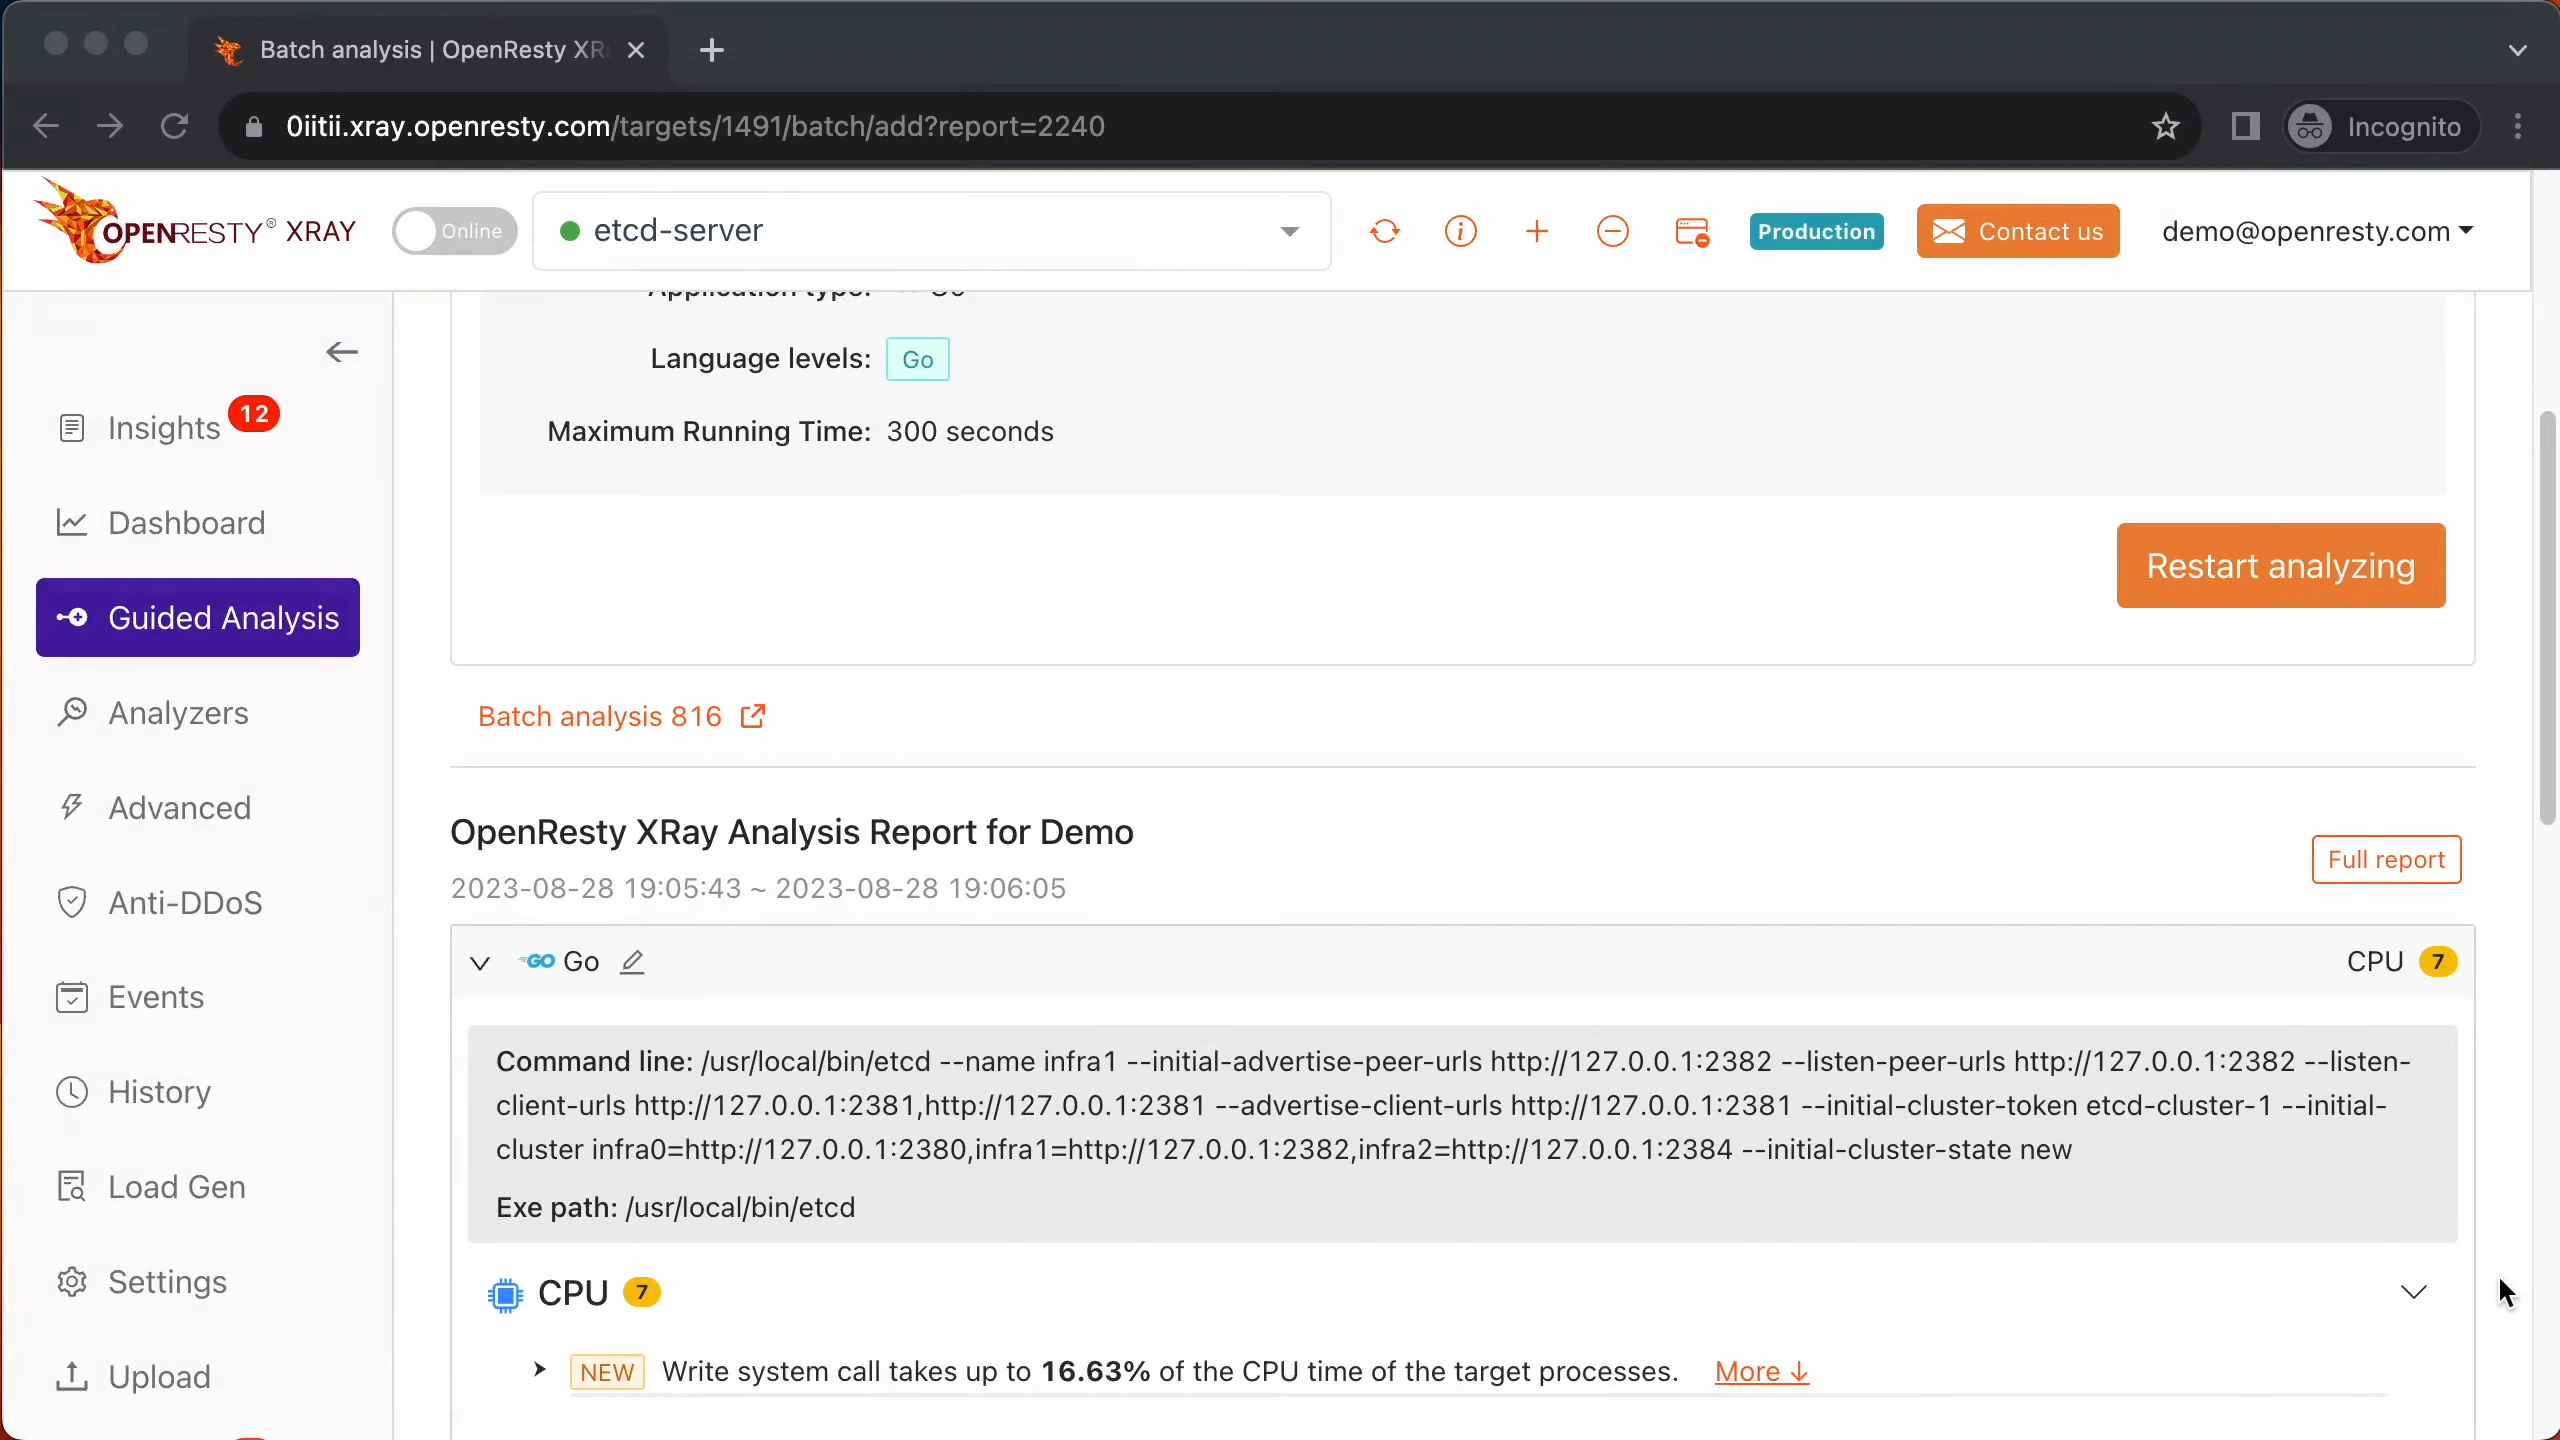 Batch analysis | OpenResty XR
0iitii.xray.openresty.com/targets/1491/batch/add?report=2240
Incognito
OPENRESTY® XRAY
Online
etcd-server
Production
Contact us
demo@openresty.com
Application type: Go
Language levels: Go
Maximum Running Time: 300 seconds
Restart analyzing
Insights 12
Dashboard
Guided Analysis
Analyzers
Advanced
Anti-DDoS
Events
History
Load Gen
Settings
Upload
Batch analysis 816
OpenResty XRay Analysis Report for Demo
Full report
2023-08-28 19:05:43 ~ 2023-08-28 19:06:05
GO Go
CPU 7
Command line: /usr/local/bin/etcd --name infra1 --initial-advertise-peer-urls http://127.0.0.1:2382 --listen-peer-urls http://127.0.0.1:2382 --listen-
client-urls http://127.0.0.1:2381,http://127.0.0.1:2381 --advertise-client-urls http://127.0.0.1:2381 --initial-cluster-token etcd-cluster-1 --initial-
cluster infra0=http://127.0.0.1:2380,infra1=http://127.0.0.1:2382,infra2=http://127.0.0.1:2384 --initial-cluster-state new
Exe path: /usr/local/bin/etcd
CPU 7
NEW Write system call takes up to 16.63% of the CPU time of the target processes. More ↓